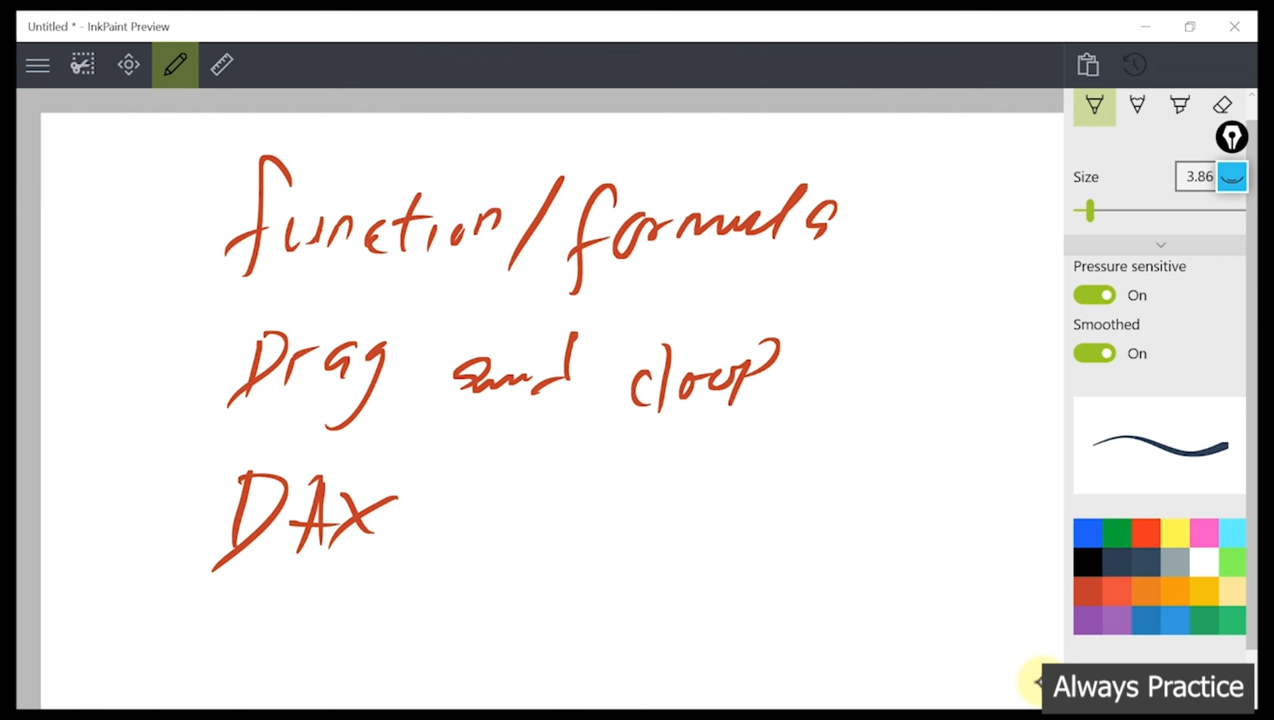 Untitled * - InkPaint Preview
function/formula
Size
3.86
Pressure sensitive
On
Smoothed
On
Drag and drop
DAX
Always Practice